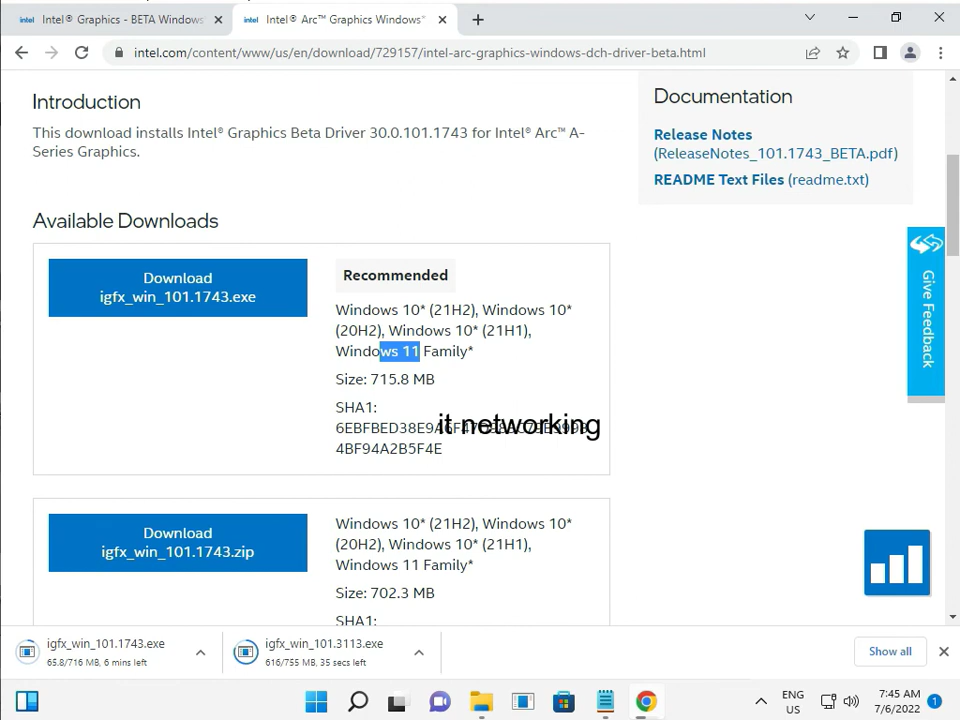 intel. Intel® Graphics - BETA Windows
intel. Intel® Arc™ Graphics Windows*
intel.com/content/www/us/en/download/729157/intel-arc-graphics-windows-dch-driver-beta.html
Introduction
This download installs Intel® Graphics Beta Driver 30.0.101.1743 for Intel® Arc™ A-
Series Graphics.
Documentation
Release Notes
(ReleaseNotes_101.1743_BETA.pdf)
README Text Files (readme.txt)
Available Downloads
Download
igfx_win_101.1743.exe
Recommended
Windows 10* (21H2), Windows 10*
(20H2), Windows 10* (21H1),
Windows 11 Family*
Size: 715.8 MB
SHA1:
it networking
4BF94A2B5F4E
Download
igfx_win_101.1743.zip
Windows 10* (21H2), Windows 10*
(20H2), Windows 10* (21H1),
Windows 11 Family*
Size: 702.3 MB
SHA1:
Give Feedback
igfx_win_101.1743.exe
65.8/716 MB, 6 mins left
igfx_win_101.3113.exe
616/755 MB, 35 secs left
Show all
ENG
US
7:45 AM
7/6/2022
1